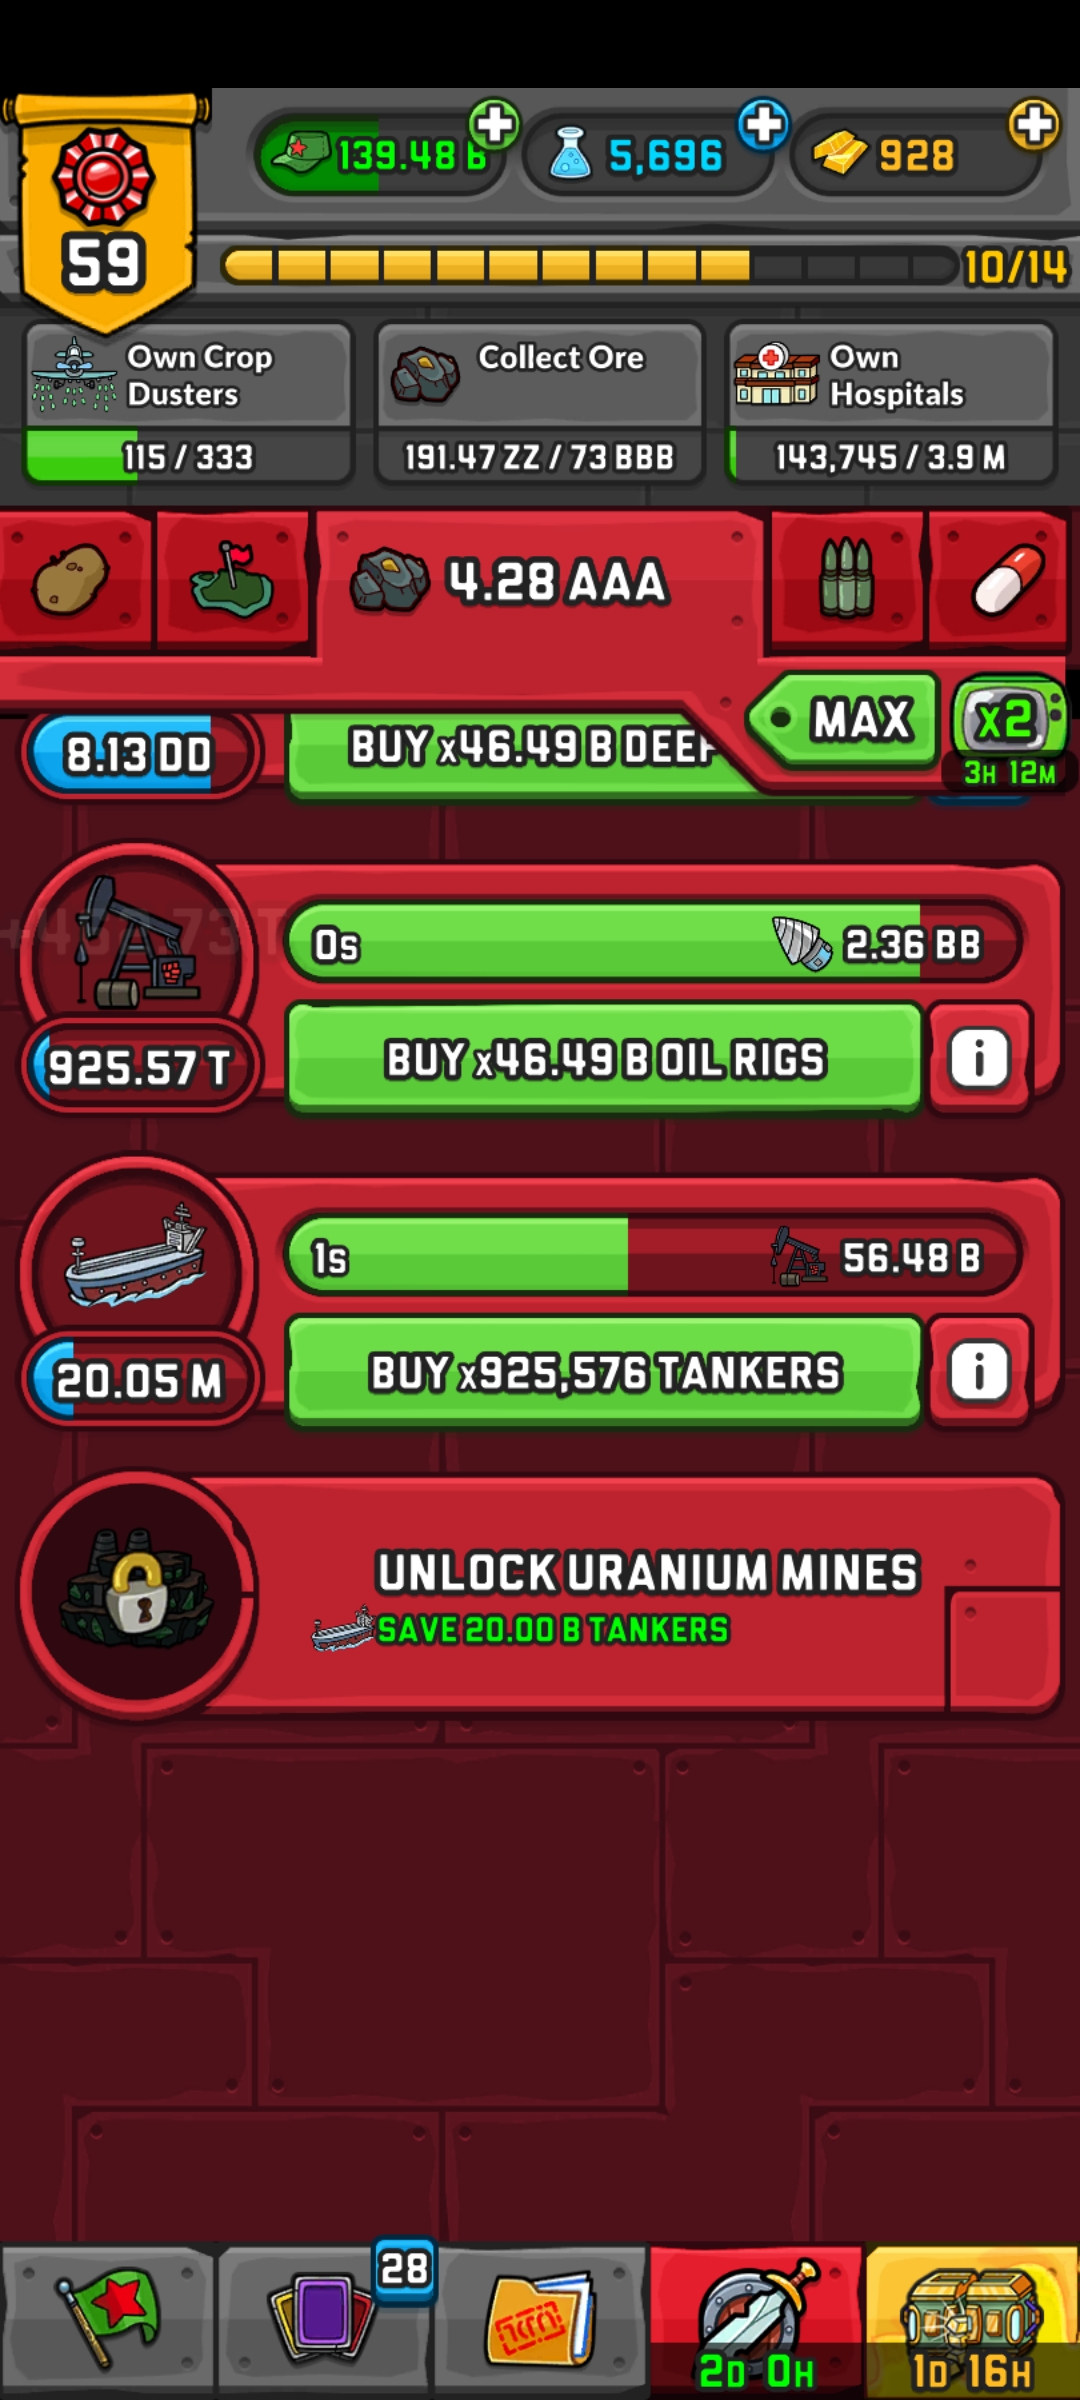 139.48 B
5,696
928
59
10/14
Own Crop
Dusters
115 / 333
Collect Ore
191.47 ZZ / 73 BBB
Own
Hospitals
143,745 / 3.9 M
4.28 AAA
MAX
x2
3H 12M
8.13 DD
BUY x46.49 B DEEP
0s
2.36 BB
925.57 T
BUY x46.49 B OIL RIGS
i
1s
56.48 B
20.05 M
BUY x925,576 TANKERS
i
UNLOCK URANIUM MINES
SAVE 20.00 B TANKERS
28
2D 0H
1D 16H